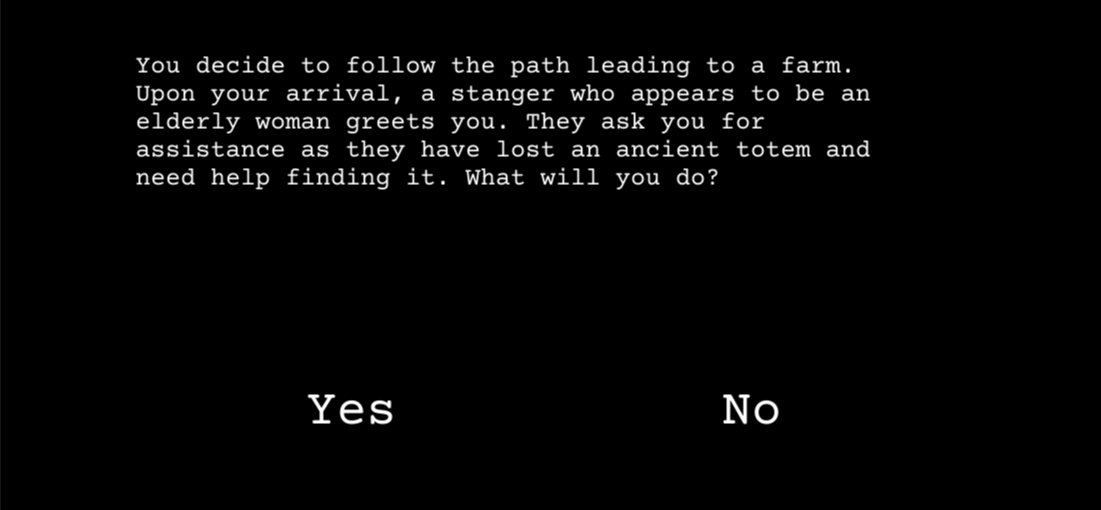 You decide to follow the path leading to a farm.
Upon your arrival, a stanger who appears to be an
elderly woman greets you. They ask you for
assistance as they have lost an ancient totem and
need help finding it. What will you do?
Yes No